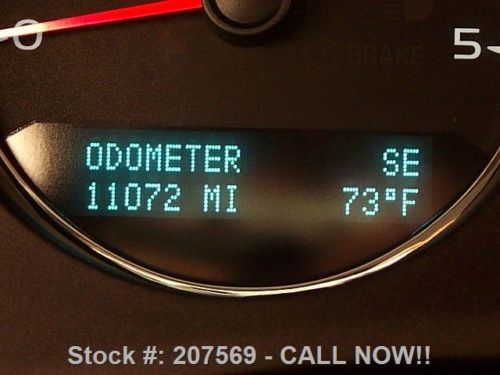 0 5
BRAKE
ODOMETER SE
11072 MI 73°F
Stock #: 207569 - CALL NOW!!